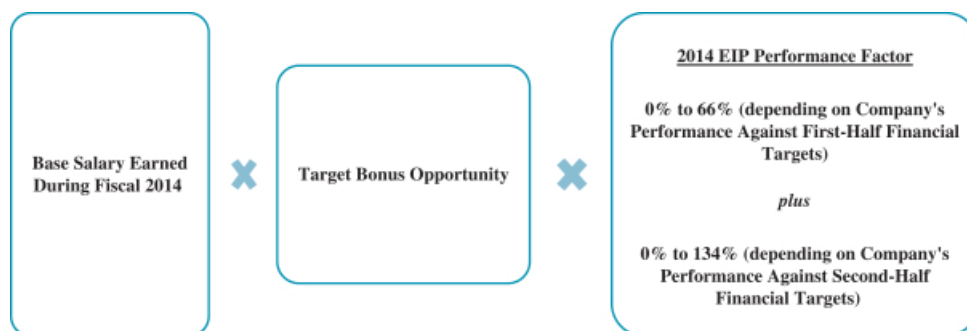 Base Salary Earned
During Fiscal 2014
Target Bonus Opportunity
2014 EIP Performance Factor
0% to 66% (depending on Company's
Performance Against First-Half Financial
Targets)
plus
0% to 134% (depending on Company's
Performance Against Second-Half
Financial Targets)